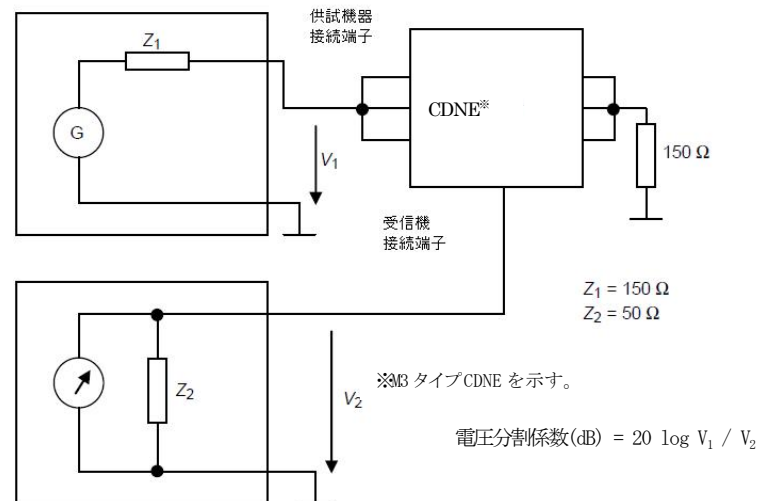 供試機器
接続端子
Z1
G
V1
CDNE※
150 Ω
受信機
接続端子
Z1 = 150 Ω
Z2 = 50 Ω
Z2
V2
※M3 タイプ CDNE を示す。
電圧分割係数(dB) = 20 log V1 / V2